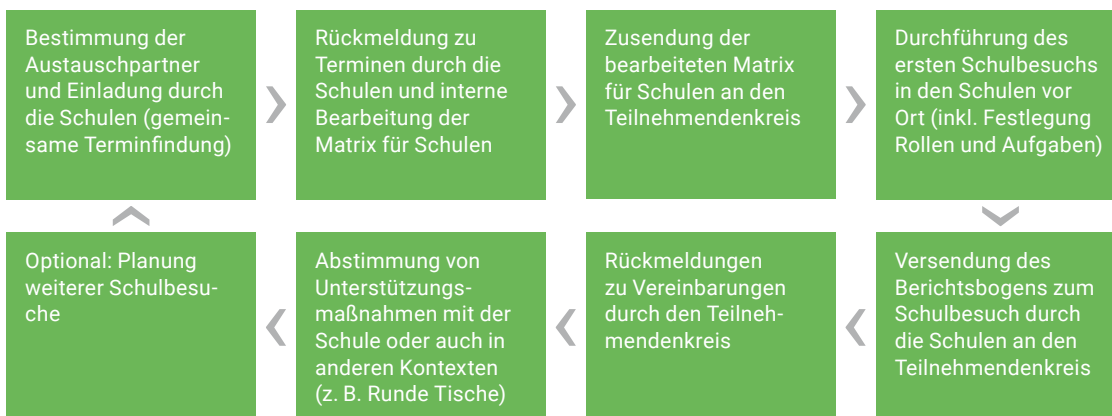 Bestimmung der
Austauschpartner
und Einladung durch
die Schulen (gemein-
same Terminfindung)
Rückmeldung zu
Terminen durch die
Schulen und interne
Bearbeitung der
Matrix für Schulen
Zusendung der
bearbeiteten Matrix
für Schulen an den
Teilnehmendenkreis
Durchführung des
ersten Schulbesuchs
in den Schulen vor
Ort (inkl. Festlegung
Rollen und Aufgaben)
Versendung des
Berichtsbogens zum
Schulbesuch durch
die Schulen an den
Teilnehmendenkreis
Rückmeldungen
zu Vereinbarungen
durch den Teilneh-
mendenkreis
Abstimmung von
Unterstützungs-
maßnahmen mit der
Schule oder auch in
anderen Kontexten
(z. B. Runde Tische)
Optional: Planung
weiterer Schulbesu-
che